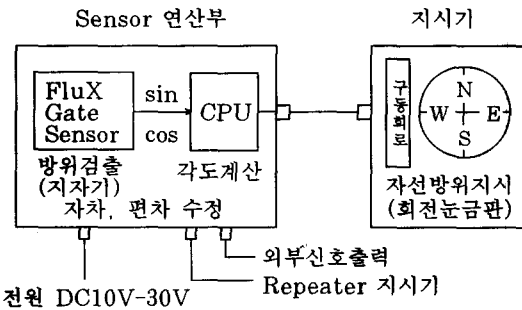 Sensor 연산부
지시기
FluX
Gate
Sensor
sin
cos
CPU
방위검출
(지자기)
각도계산
자차, 편차 수정
구동회로
N
W
E
S
자선방위지시
(회전눈금판)
외부신호출력
Repeater 지시기
전원 DC10V-30V